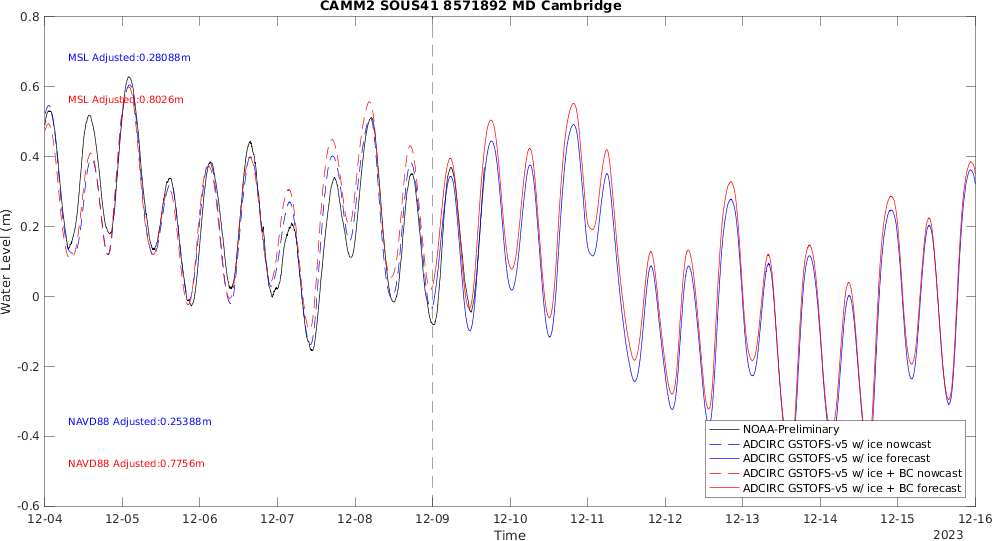 CAMM2 SOUS41 8571892 MD Cambridge
0.8
MSL Adjusted:0.28088m
0.6
MSL Adjusted:0.8026m
0.4
0.2
Water Level (m)
0
-0.2
NAVD88 Adjusted:0.25388m
-0.4
NAVD88 Adjusted:0.7756m
NOAA-Preliminary
ADCIRC GSTOFS-v5 w/ ice nowcast
ADCIRC GSTOFS-v5 w/ ice forecast
ADCIRC GSTOFS-v5 w/ ice + BC nowcast
ADCIRC GSTOFS-v5 w/ ice + BC forecast
-0.6
12-04 12-05 12-06 12-07 12-08 12-09 12-10 12-11 12-12 12-13 12-14 12-15 12-16
Time
2023